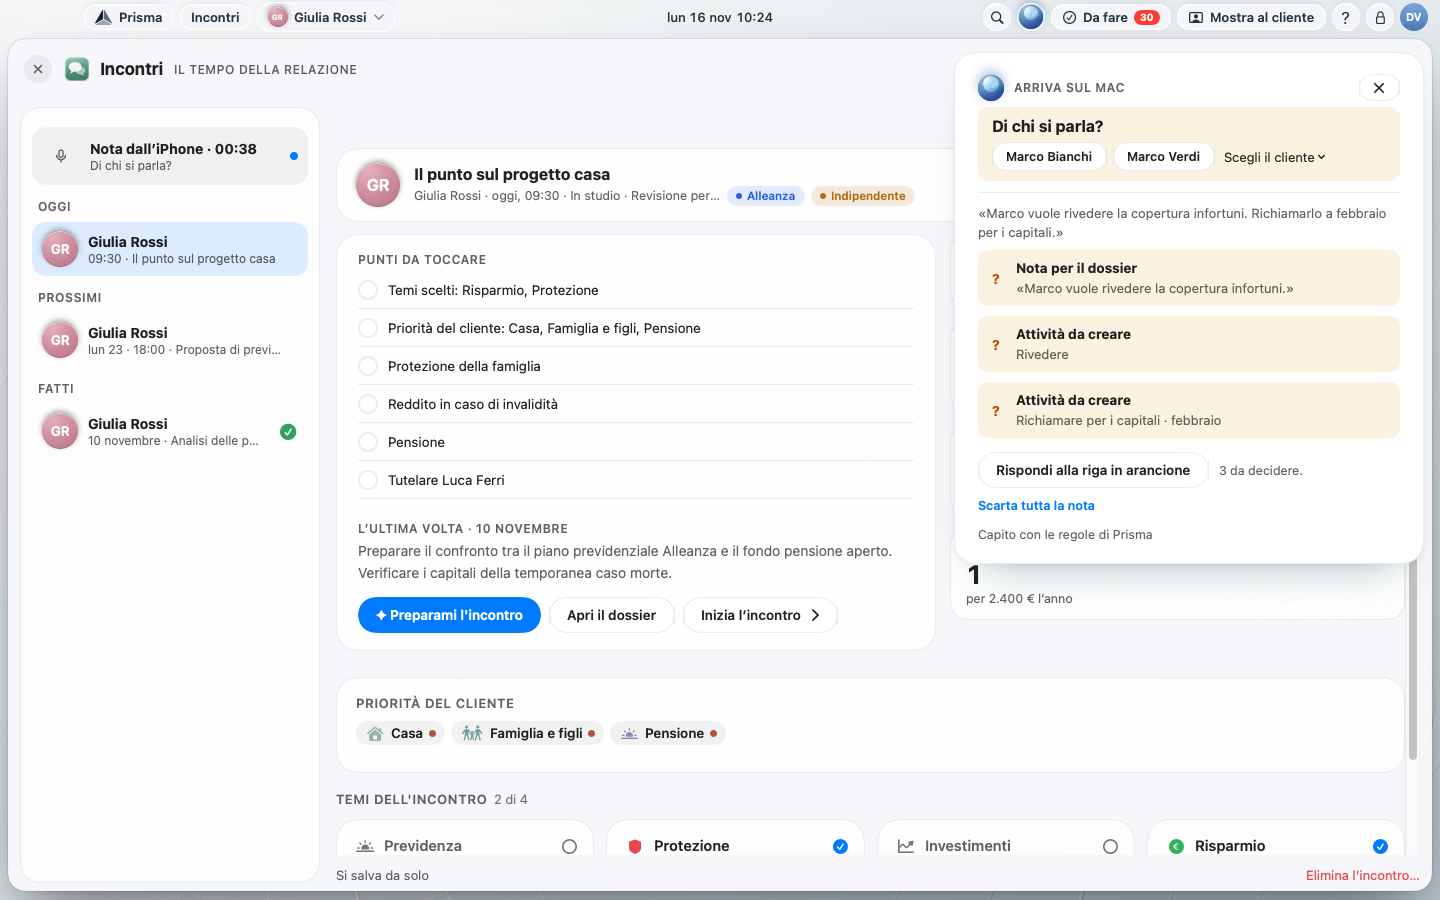 Prisma
Incontri
GR Giulia Rossi
lun 16 nov 10:24
Da fare 30
Mostra al cliente
?
DV
Incontri IL TEMPO DELLA RELAZIONE
Nota dall’iPhone · 00:38
Di chi si parla?
OGGI
GR
Giulia Rossi
09:30 · Il punto sul progetto casa
PROSSIMI
GR
Giulia Rossi
lun 23 · 18:00 · Proposta di previ...
FATTI
GR
Giulia Rossi
10 novembre · Analisi delle p...
GR
Il punto sul progetto casa
Giulia Rossi · oggi, 09:30 · In studio · Revisione per... Alleanza Indipendente
PUNTI DA TOCCARE
Temi scelti: Risparmio, Protezione
Priorità del cliente: Casa, Famiglia e figli, Pensione
Protezione della famiglia
Reddito in caso di invalidità
Pensione
Tutelare Luca Ferri
L’ULTIMA VOLTA · 10 NOVEMBRE
Preparare il confronto tra il piano previdenziale Alleanza e il fondo pensione aperto.
Verificare i capitali della temporanea caso morte.
Preparami l'incontro
Apri il dossier
Inizia l’incontro
ARRIVA SUL MAC
Di chi si parla?
Marco Bianchi
Marco Verdi
Scegli il cliente
«Marco vuole rivedere la copertura infortuni. Richiamarlo a febbraio
per i capitali.»
?
Nota per il dossier
«Marco vuole rivedere la copertura infortuni.»
?
Attività da creare
Rivedere
?
Attività da creare
Richiamare per i capitali · febbraio
Rispondi alla riga in arancione
3 da decidere.
Scarta tutta la nota
Capito con le regole di Prisma
1
per 2.400 € l’anno
PRIORITÀ DEL CLIENTE
Casa
Famiglia e figli
Pensione
TEMI DELL'INCONTRO 2 di 4
Previdenza
Protezione
Investimenti
€ Risparmio
Si salva da solo
Elimina l'incontro...